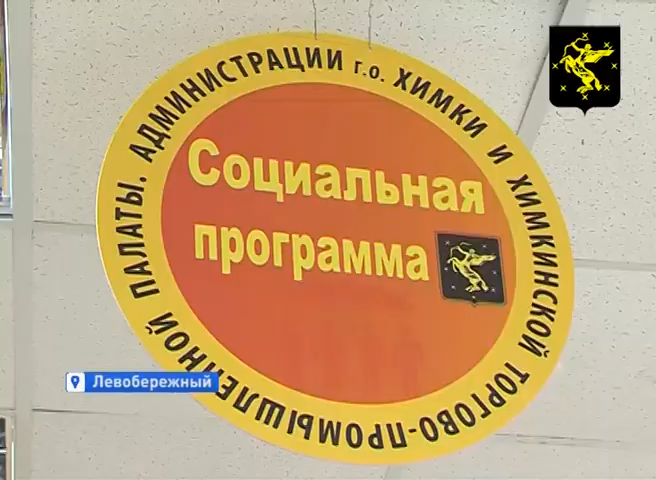 АДМИНИСТРАЦИИ г.о. ХИМКИ И ХИМКИНСКОЙ ТОРГОВО-ПРОМЫШЛЕННОЙ ПАЛАТЫ.
Социальная
программа
Левобережный